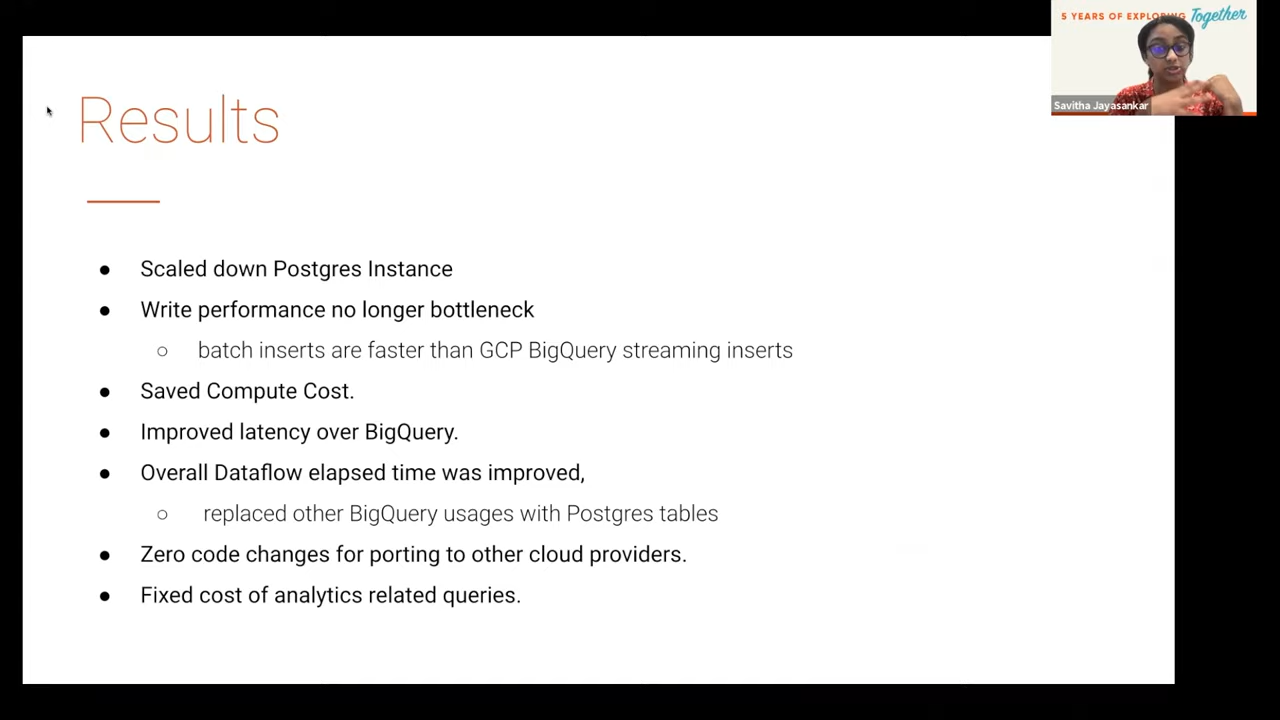 5 YEARS OF EXPLORING Together
Savitha Jayasankar
Results
● Scaled down Postgres Instance
● Write performance no longer bottleneck
○ batch inserts are faster than GCP BigQuery streaming inserts
● Saved Compute Cost.
● Improved latency over BigQuery.
● Overall Dataflow elapsed time was improved,
○ replaced other BigQuery usages with Postgres tables
● Zero code changes for porting to other cloud providers.
● Fixed cost of analytics related queries.